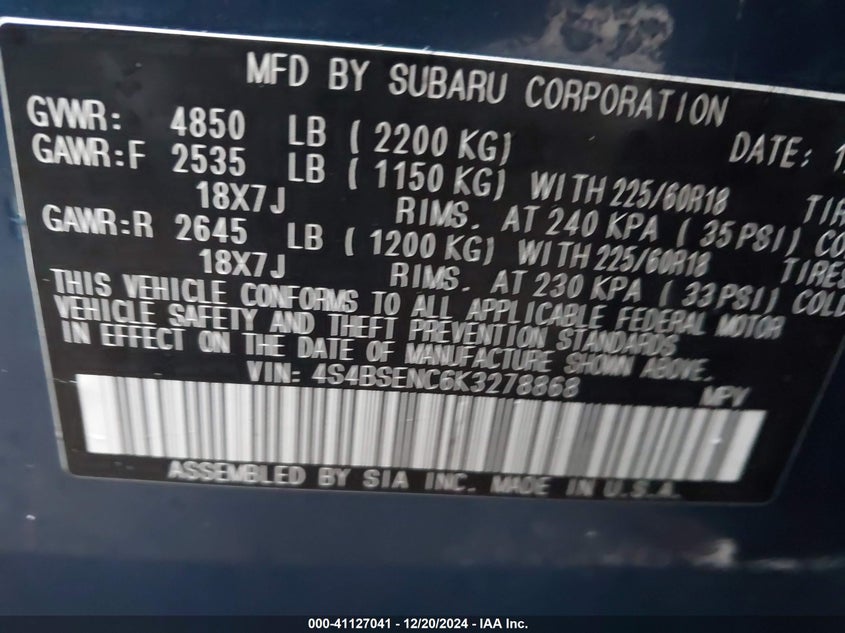 MFD BY SUBARU CORPORATION
GVWR: 4850 LB ( 2200 KG) DATE: 1
GAWR:F 2535 LB ( 1150 KG) WITH 225/60R18 TIR
18X7J RIMS. AT 240 KPA ( 35PSI) CO
GAWR:R 2645 LB ( 1200 KG) WITH 225/60R18 TIRES
18X7J RIMS. AT 230 KPA ( 33PSI) COLD
THIS VEHICLE CONFORMS TO ALL APPLICABLE FEDERAL MOTOR
VEHICLE SAFETY AND THEFT PREVENTION STANDARDS
IN EFFECT ON THE DATE OF MANUFACTURE SHOWN ABOVE.
VIN: 4S4BSENC6K3278868 MPV
ASSEMBLED BY SIA INC. MADE IN U.S.A.
000-41127041 - 12/20/2024 - IAA Inc.